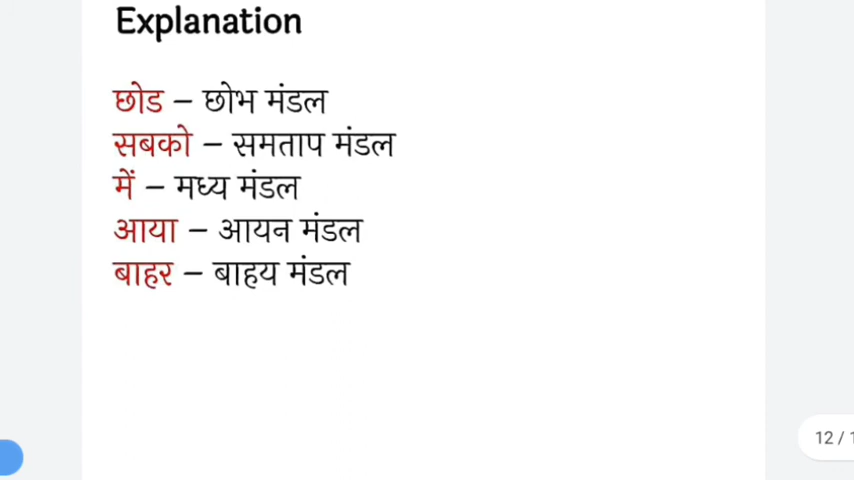 Explanation
छोड – छोभ मंडल
सबको – समताप मंडल
में – मध्य मंडल
आया – आयन मंडल
बाहर – बाहय मंडल
12 / 1